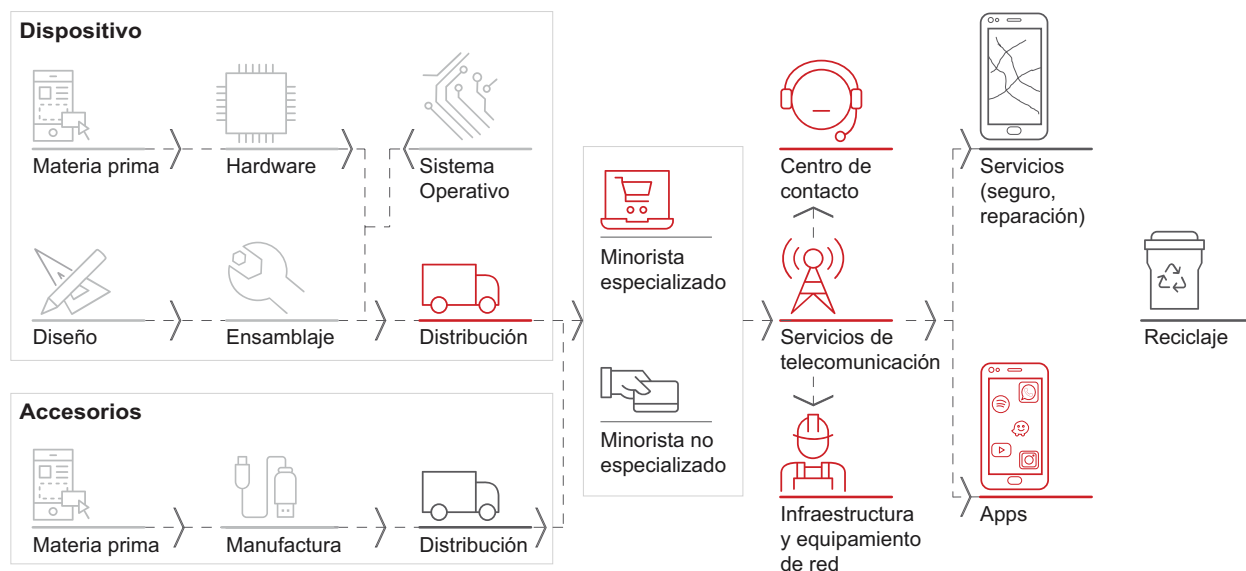 Dispositivo
Materia prima
Hardware
Sistema
Operativo
Diseño
Ensamblaje
Distribución
Accesorios
Materia prima
Manufactura
Distribución
Minorista
especializado
Minorista no
especializado
Centro de
contacto
Servicios de
telecomunicación
Infraestructura
y equipamiento
de red
Servicios
(seguro,
reparación)
Apps
Reciclaje